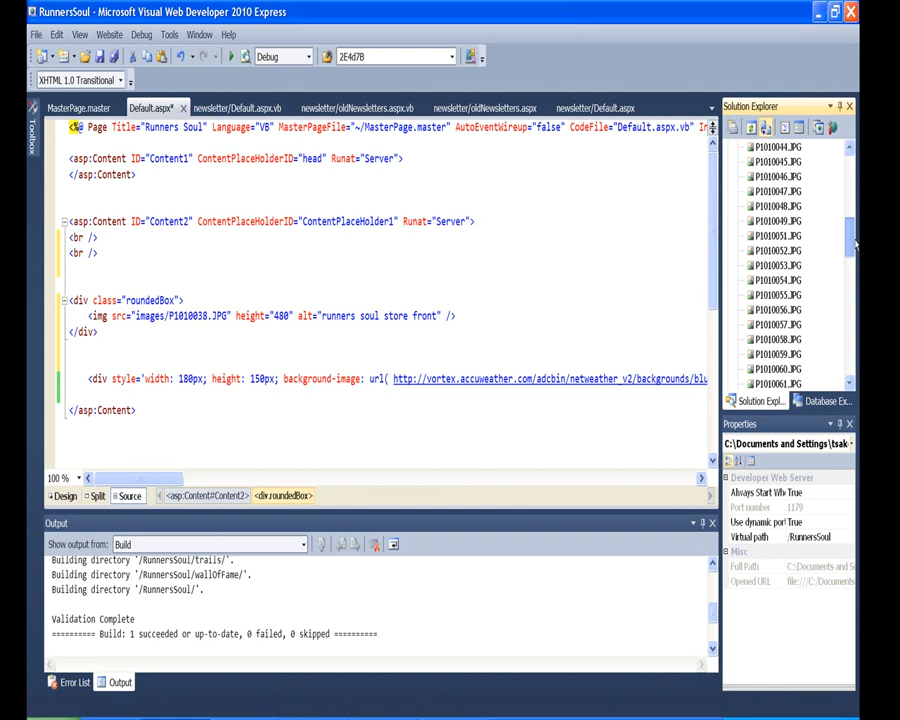 RunnersSoul - Microsoft Visual Web Developer 2010 Express
File Edit View Website Debug Tools Window Help
Debug 2E4d7B
XHTML 1.0 Transitional
MasterPage.master Default.aspx* newsletter/Default.aspx.vb newsletter/oldNewsletters.aspx.vb newsletter/oldNewsletters.aspx newsletter/Default.aspx
Toolbox
<%@ Page Title="Runners Soul" Language="VB" MasterPageFile="~/MasterPage.master" AutoEventWireup="false" CodeFile="Default.aspx.vb" In
<asp:Content ID="Content1" ContentPlaceHolderID="head" Runat="Server">
</asp:Content>
<asp:Content ID="Content2" ContentPlaceHolderID="ContentPlaceHolder1" Runat="Server">
<br />
<br />
<div class="roundedBox">
<img src="images/P1010038.JPG" height="480" alt="runners soul store front" />
</div>
<div style='width: 180px; height: 150px; background-image: url( http://vortex.accuweather.com/adcbin/netweather_v2/backgrounds/blu
</asp:Content>
100 %
Design Split Source <asp:Content#Content2> <div.roundedBox>
Output
Show output from: Build
Building directory '/RunnersSoul/trails/'.
Building directory '/RunnersSoul/wallOfFame/'.
Building directory '/RunnersSoul/'.
Validation Complete
========== Build: 1 succeeded or up-to-date, 0 failed, 0 skipped ==========
Error List Output
Solution Explorer
P1010044.JPG
P1010045.JPG
P1010046.JPG
P1010047.JPG
P1010048.JPG
P1010049.JPG
P1010051.JPG
P1010052.JPG
P1010053.JPG
P1010054.JPG
P1010055.JPG
P1010056.JPG
P1010057.JPG
P1010058.JPG
P1010059.JPG
P1010060.JPG
P1010061.JPG
Solution Expl... Database Ex...
Properties
C:\Documents and Settings\tsak
Developer Web Server
Always Start Wh True
Port number 1179
Use dynamic por True
Virtual path /RunnersSoul
Misc
Full Path C:\Documents and Se
Opened URL file:///C:/Documents